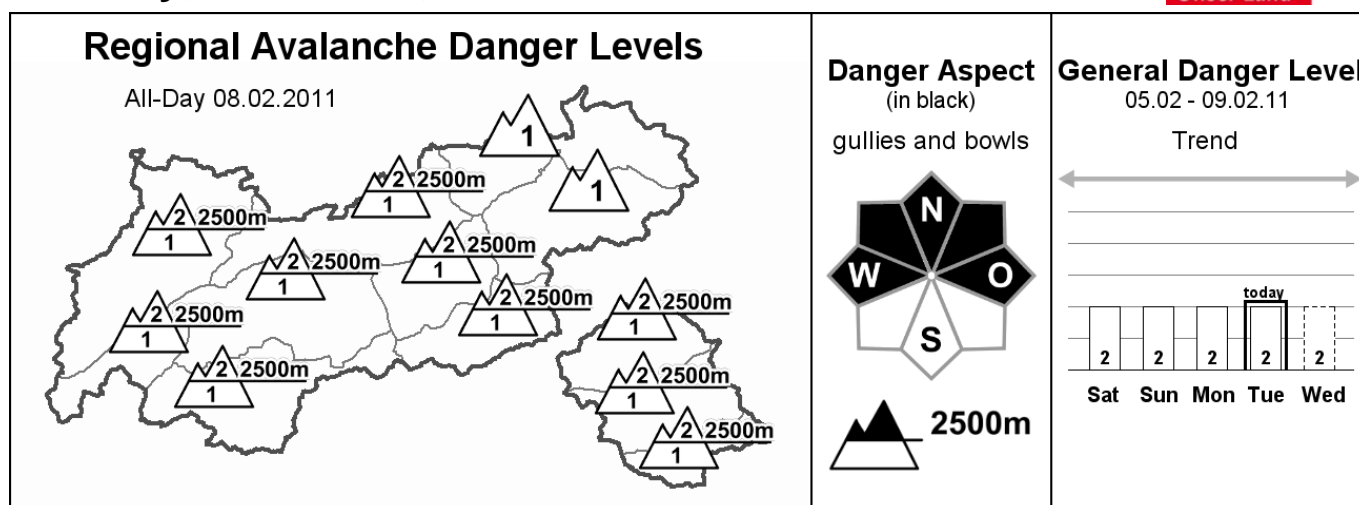 Regional Avalanche Danger Levels
All-Day 08.02.2011
1
1
2 2500m
1
2 2500m
1
2 2500m
1
2 2500m
1
2 2500m
1
2 2500m
1
2 2500m
1
2 2500m
1
2 2500m
1
2 2500m
1
Danger Aspect
(in black)
gullies and bowls
N
W
O
S
2500m
General Danger Level
05.02 - 09.02.11
Trend
today
2 2 2 2 2
Sat Sun Mon Tue Wed